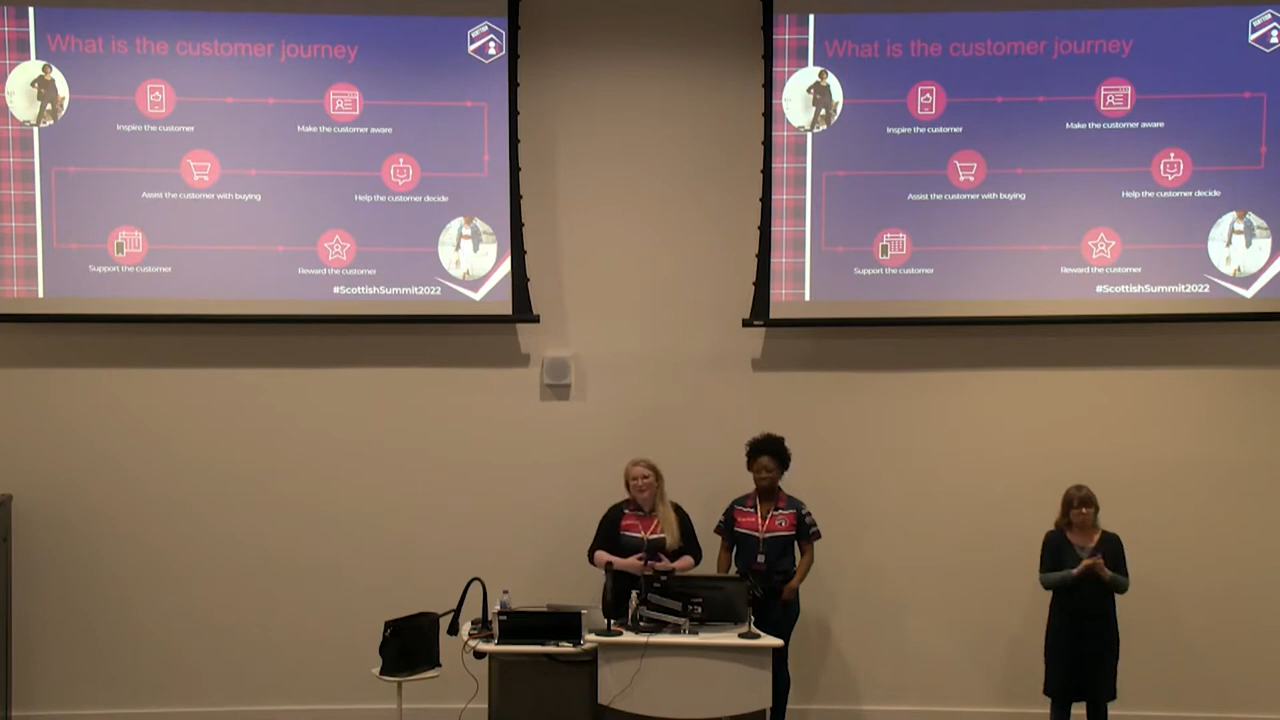 What is the customer journey
Inspire the customer
Make the customer aware
Assist the customer with buying
Help the customer decide
Support the customer
Reward the customer
#ScottishSummit2022
What is the customer journey
Inspire the customer
Make the customer aware
Assist the customer with buying
Help the customer decide
Support the customer
Reward the customer
#ScottishSummit2022